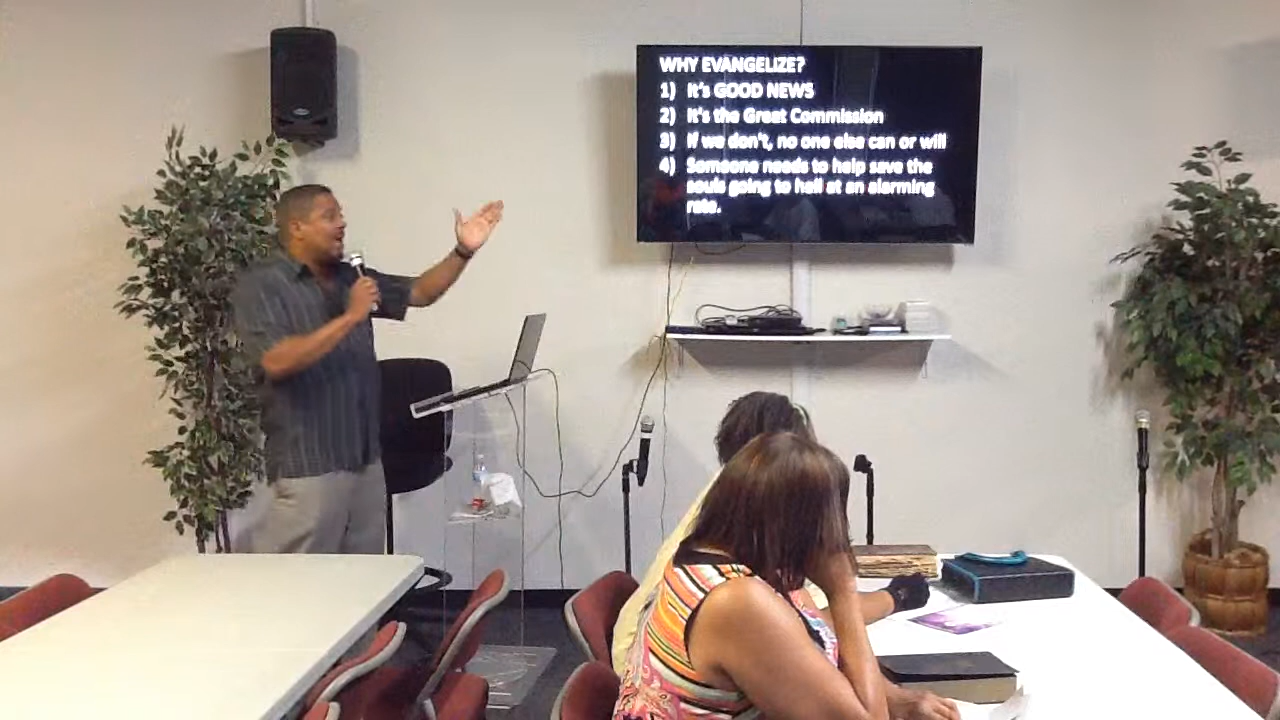 WHY EVANGELIZE?
1) It's GOOD NEWS
2) It's the Great Commission
3) If we don't, no one else can or will
4) Someone needs to help save the
souls going to hell at an alarming
rate.